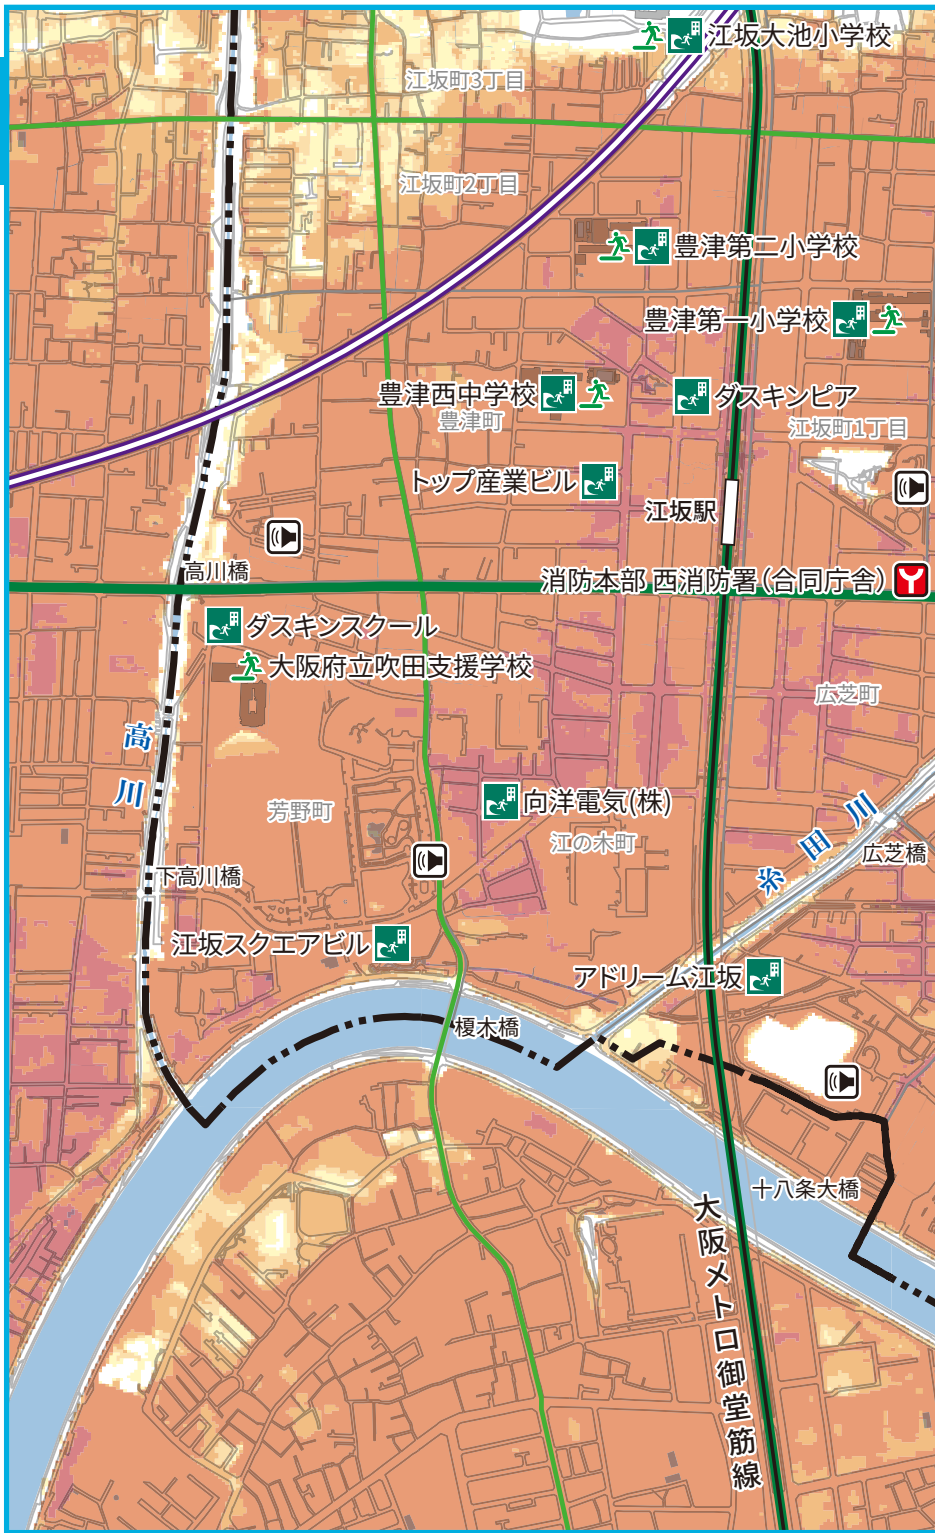 江坂大池小学校
江坂町3丁目
江坂町2丁目
豊津第二小学校
豊津第一小学校
豊津西中学校
ダスキンピア
豊津町
江坂町1丁目
トップ産業ビル
江坂駅
高川橋
消防本部 西消防署(合同庁舎)
ダスキンスクール
大阪府立吹田支援学校
広芝町
高川
向洋電気(株)
芳野町
江の木町
糸田川
広芝橋
下高川橋
江坂スクエアビル
アドリーム江坂
榎木橋
十八条大橋
大阪メトロ御堂筋線